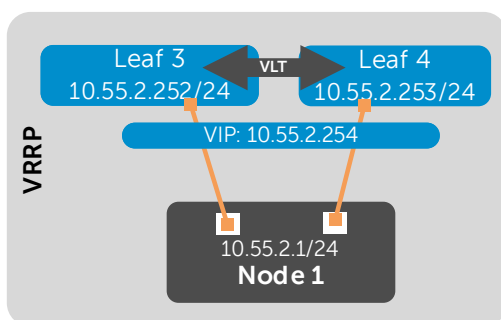 Leaf 3
10.55.2.252/24
VLT
Leaf 4
10.55.2.253/24
VIP: 10.55.2.254
VRRP
10.55.2.1/24
Node 1